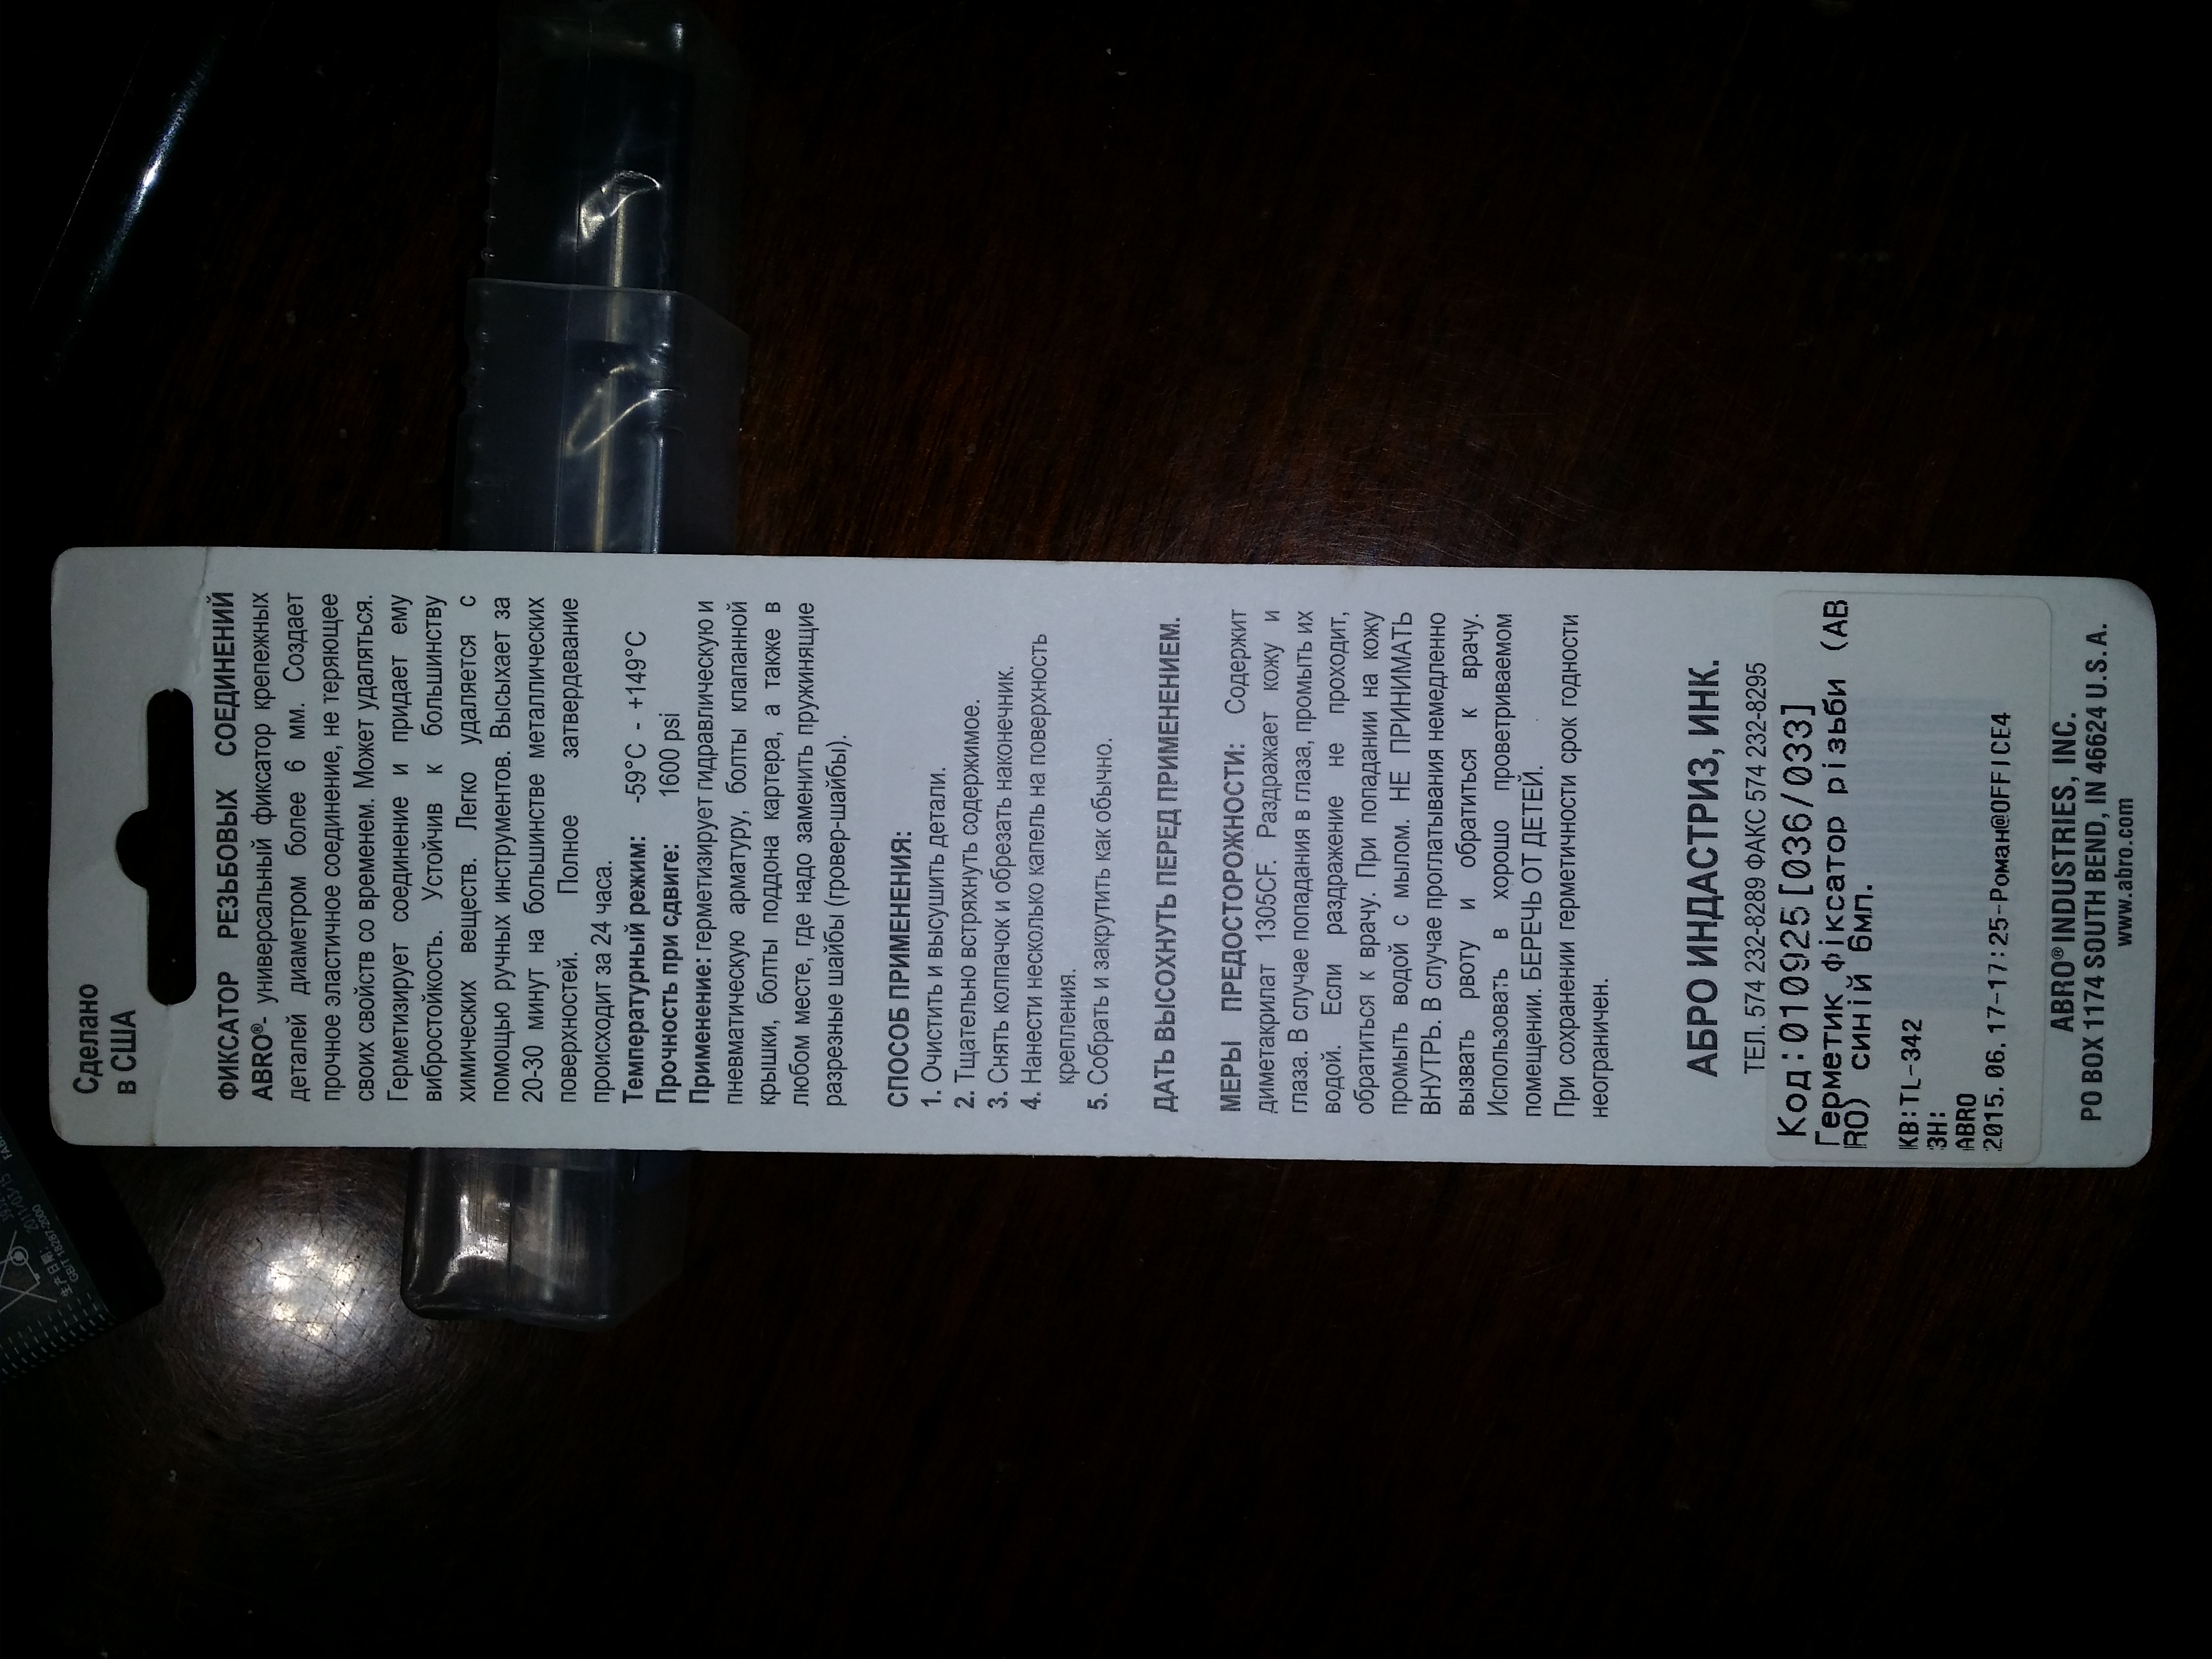 Сделано
в США
ФИКСАТОР РЕЗЬБОВЫХ СОЕДИНЕНИЙ
ABRO®- универсальный фиксатор крепежных
деталей диаметром более 6 мм. Создает
прочное эластичное соединение, не теряющее
своих свойств со временем. Может удаляться.
Герметизирует соединение и придает ему
вибростойкость. Устойчив к большинству
химических веществ. Легко удаляется с
помощью ручных инструментов. Высыхает за
20-30 минут на большинстве металлических
поверхностей. Полное затвердевание
происходит за 24 часа.
Температурный режим: -59°C - +149°C
Прочность при сдвиге: 1600 psi
Применение: герметизирует гидравлическую и
пневматическую арматуру, болты клапанной
крышки, болты поддона картера, а также в
любом месте, где надо заменить пружинящие
разрезные шайбы (гровер-шайбы).
СПОСОБ ПРИМЕНЕНИЯ:
1. Очистить и высушить детали.
2. Тщательно встряхнуть содержимое.
3. Снять колпачок и обрезать наконечник.
4. Нанести несколько капель на поверхность
крепления.
5. Собрать и закрутить как обычно.
ДАТЬ ВЫСОХНУТЬ ПЕРЕД ПРИМЕНЕНИЕМ.
МЕРЫ ПРЕДОСТОРОЖНОСТИ: Содержит
диметакрилат 1305CF. Раздражает кожу и
глаза. В случае попадания в глаза, промыть их
водой. Если раздражение не проходит,
обратиться к врачу. При попадании на кожу
промыть водой с мылом. НЕ ПРИНИМАТЬ
ВНУТРЬ. В случае проглатывания немедленно
вызвать рвоту и обратиться к врачу.
Использовать в хорошо проветриваемом
помещении. БЕРЕЧЬ ОТ ДЕТЕЙ.
При сохранении герметичности срок годности
неограничен.
АБРО ИНДАСТРИЗ, ИНК.
ТЕЛ. 574 232-8289 ФАКС 574 232-8295
Код:010925[036/033]
Герметик фіксатор різьби (AB
RO) синій 6мл.
КВ:TL-342
ЗН:
ABRO
2015.06.17-17:25-Роман@OFFICE4
ABRO® INDUSTRIES, INC.
PO BOX 1174 SOUTH BEND, IN 46624 U.S.A.
www.abro.com
生产日期:
GB/T 18287-2000